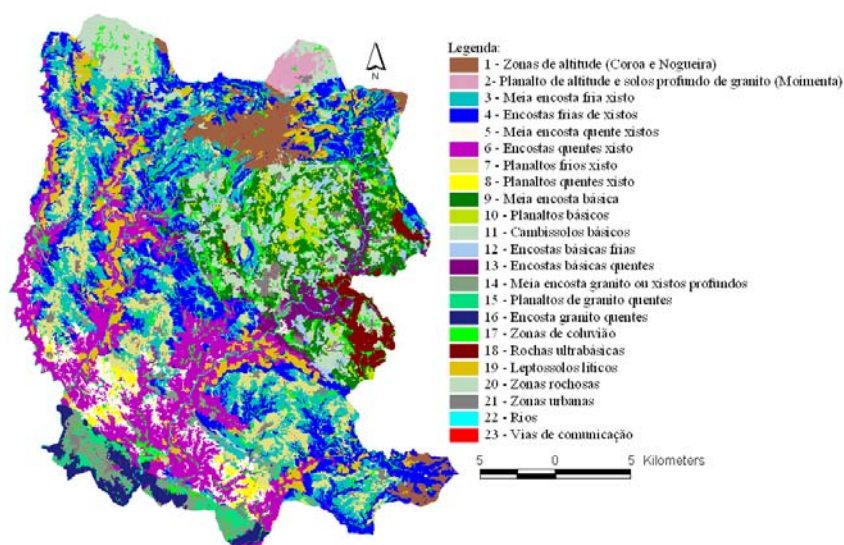 N
Legenda:
1 - Zonas de altitude (Coroa e Nogueira)
2- Planalto de altitude e solos profundo de granito (Moimenta)
3 - Meia encosta fria xisto
4 - Encostas frias de xistos
5 - Meia encosta quente xistos
6 - Encostas quentes xisto
7 - Planaltos frios xisto
8 - Planaltos quentes xisto
9 - Meia encosta básica
10 - Planaltos básicos
11 - Cambissolos básicos
12 - Encostas básicas frias
13 - Encostas básicas quentes
14 - Meia encosta granito ou xistos profundos
15 - Planaltos de granito quentes
16 - Encosta granito quentes
17 - Zonas de coluvião
18 - Rochas ultrabásicas
19 - Leptossolos líticos
20 - Zonas rochosas
21 - Zonas urbanas
22 - Rios
23 - Vias de comunicação
5 0 5 Kilometers